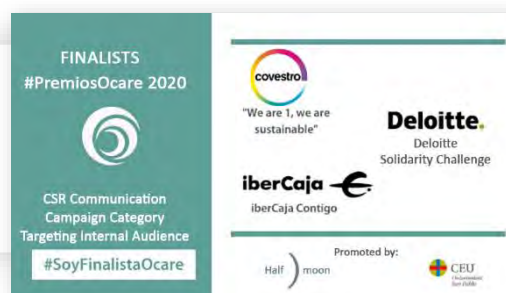 FINALISTS
#PremiosOcare 2020
CSR Communication
Campaign Category
Targeting Internal Audience
#SoyFinalistaOcare
covestro
"We are 1, we are
sustainable"
Deloitte.
Deloitte
Solidarity Challenge
iberCaja
iberCaja Contigo
Promoted by:
Half moon
CEU